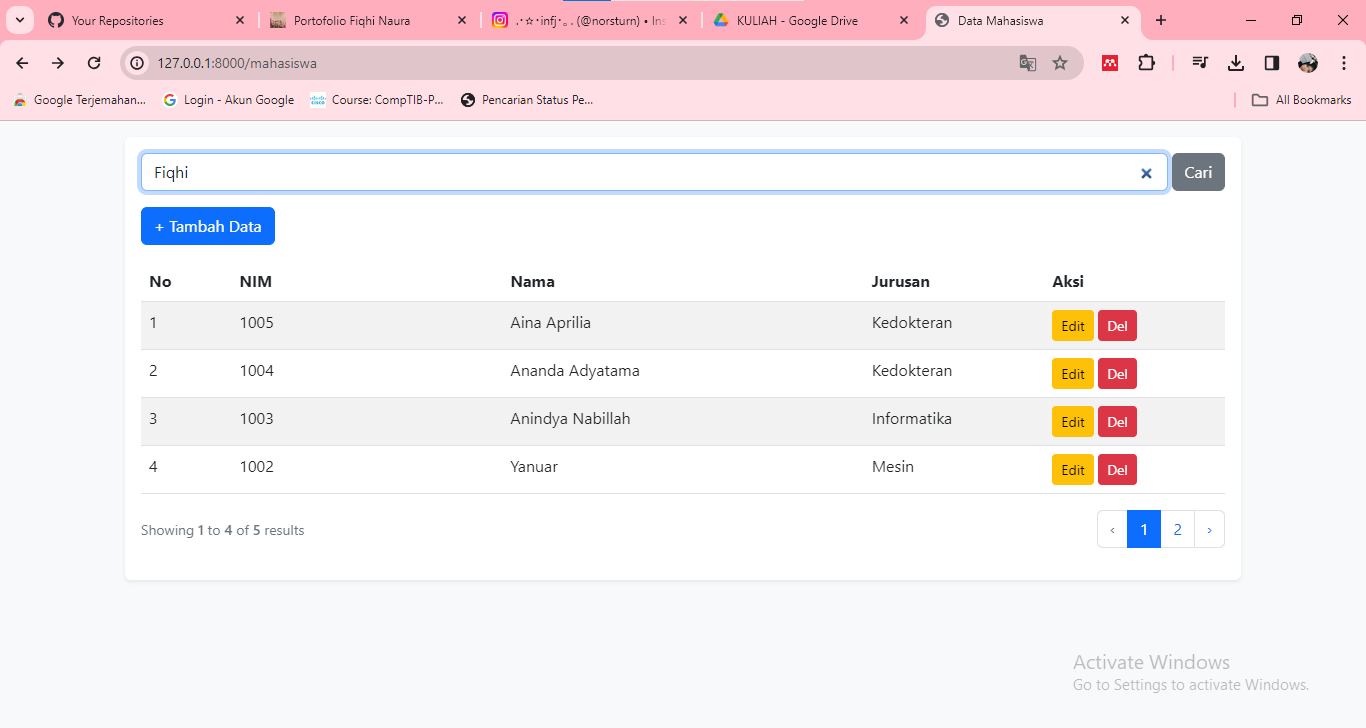 Your Repositories
Portofolio Fiqhi Naura
.·☆·infj·｡. (@norsturn) • Ins
KULIAH - Google Drive
Data Mahasiswa
127.0.0.1:8000/mahasiswa
Google Terjemahan...
Login - Akun Google
Course: CompTIB-P...
Pencarian Status Pe...
All Bookmarks
Fiqhi
Cari
+ Tambah Data
No NIM Nama Jurusan Aksi
1 1005 Aina Aprilia Kedokteran Edit Del
2 1004 Ananda Adyatama Kedokteran Edit Del
3 1003 Anindya Nabillah Informatika Edit Del
4 1002 Yanuar Mesin Edit Del
Showing 1 to 4 of 5 results
‹ 1 2 ›
Activate Windows
Go to Settings to activate Windows.